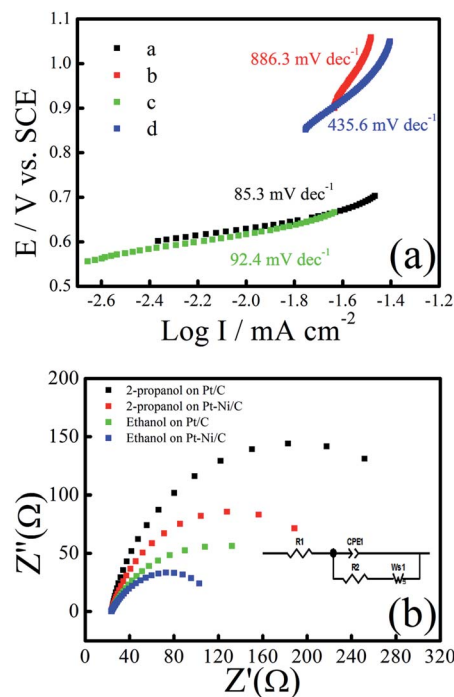 E / V vs. SCE
1.1
1.0
0.9
0.8
0.7
0.6
0.5
a
b
c
d
886.3 mV dec⁻¹
435.6 mV dec⁻¹
85.3 mV dec⁻¹
92.4 mV dec⁻¹
(a)
-2.6 -2.4 -2.2 -2.0 -1.8 -1.6 -1.4 -1.2
Log I / mA cm⁻²
Z''(Ω)
200
150
100
50
0
2-propanol on Pt/C
2-propanol on Pt-Ni/C
Ethanol on Pt/C
Ethanol on Pt-Ni/C
R1 CPE1
R2 Ws1
(b)
0 40 80 120 160 200 240 280 320
Z'(Ω)